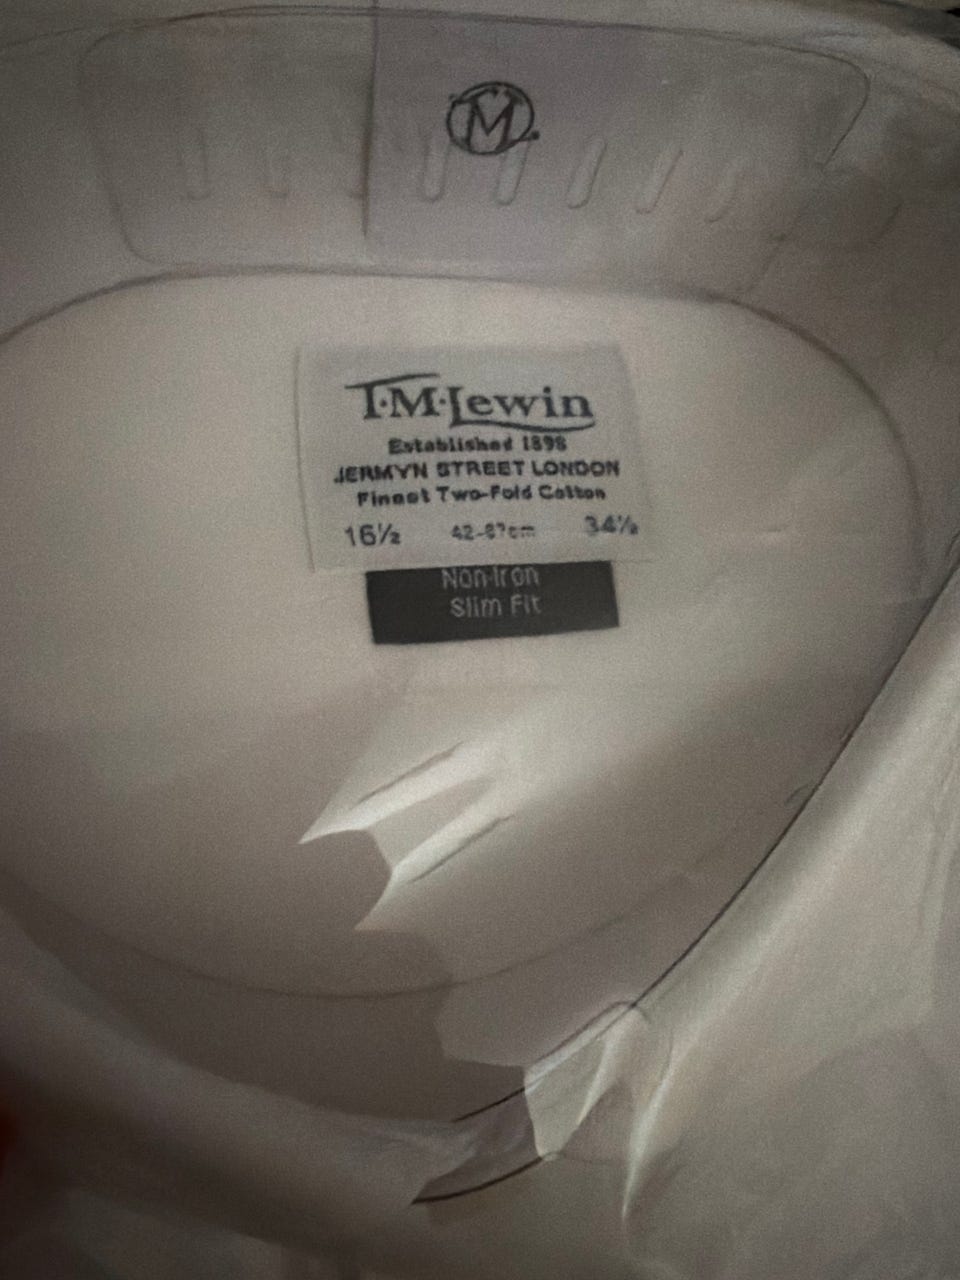 T·M·Lewin
Established 1898
JERMYN STREET LONDON
Finest Two-Fold Cotton
16½ 42-87cm 34½
Non-Iron
Slim Fit